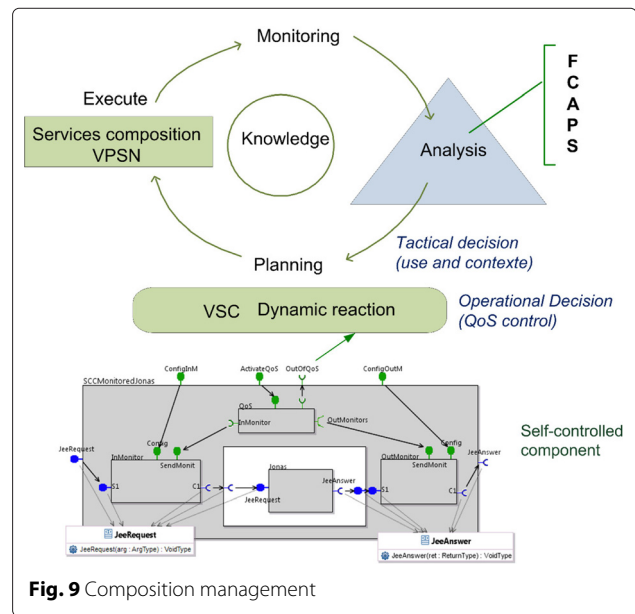 Monitoring
F
C
A
P
S
Execute
Services composition
VPSN
Knowledge
Analysis
Tactical decision
(use and contexte)
Planning
VSC Dynamic reaction
Operational Decision
(QoS control)
ConfigInM
ActivateQoS
OutOfQoS
ConfigOutM
SCCMonitoredJonas
QoS
InMonitor
OutMonitors
Self-controlled
component
JeeRequest
InMonitor
Config
SendMonit
Jonas
OutMonitor
Config
SendMonit
JeeAnswer
S1
C1
JeeRequest
JeeAnswer
S1
C1
JeeRequest
JeeRequest(arg : ArgType) : VoidType
JeeAnswer
JeeAnswer(ret : ReturnType) : VoidType
Fig. 9 Composition management